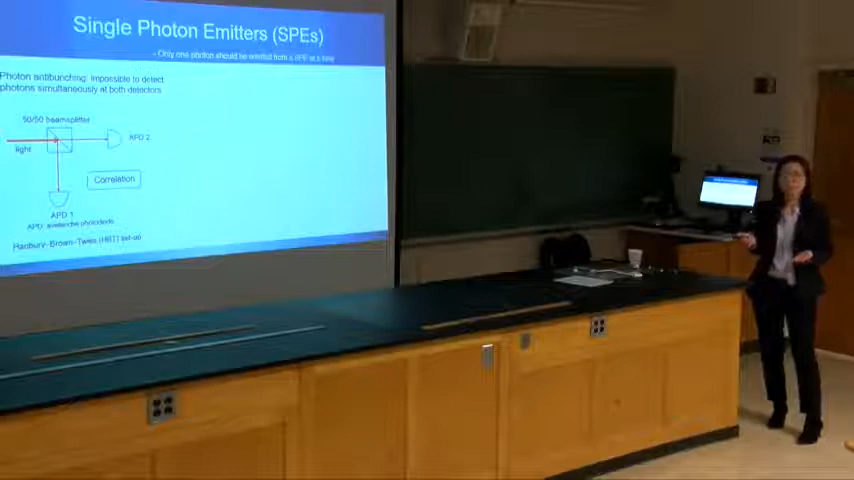 Single Photon Emitters (SPEs)
- Only one photon should be emitted from a SPE at a time
Photon antibunching: Impossible to detect
photons simultaneously at both detectors
50/50 beamsplitter
APD 2
light
Correlation
APD 1
APD: avalanche photodiode
Hanbury-Brown-Twiss (HBT) set-up